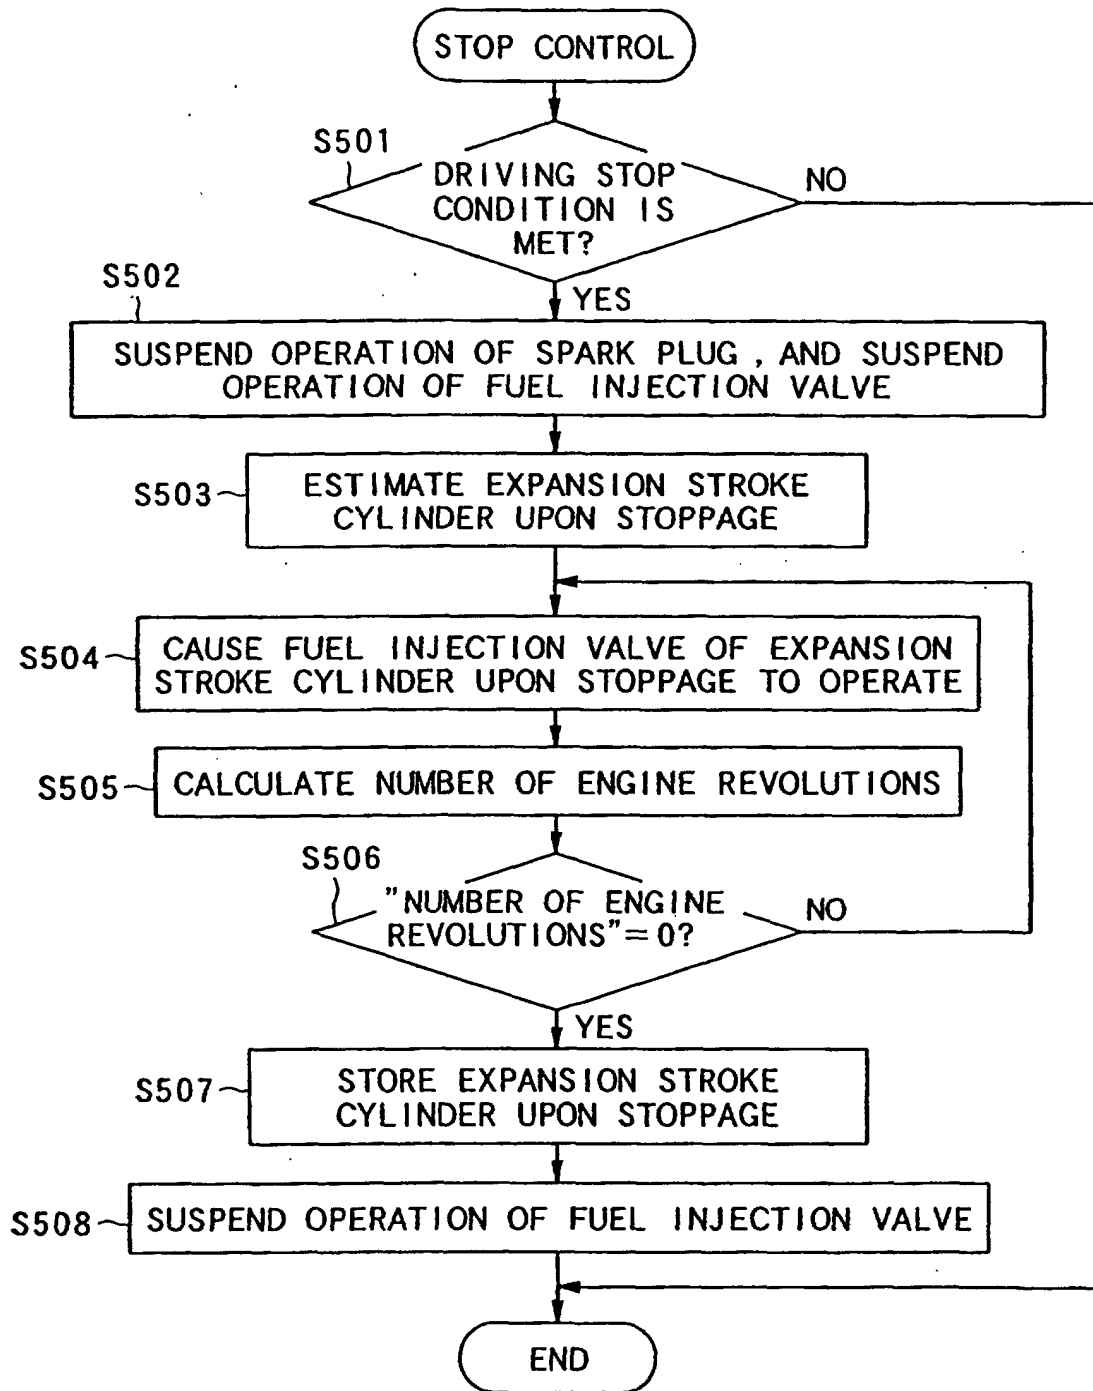 STOP CONTROL
S501
DRIVING STOP
CONDITION IS
MET?
NO
S502
YES
SUSPEND OPERATION OF SPARK PLUG, AND SUSPEND
OPERATION OF FUEL INJECTION VALVE
S503
ESTIMATE EXPANSION STROKE
CYLINDER UPON STOPPAGE
S504
CAUSE FUEL INJECTION VALVE OF EXPANSION
STROKE CYLINDER UPON STOPPAGE TO OPERATE
S505
CALCULATE NUMBER OF ENGINE REVOLUTIONS
S506
"NUMBER OF ENGINE
REVOLUTIONS"=0?
NO
YES
S507
STORE EXPANSION STROKE
CYLINDER UPON STOPPAGE
S508
SUSPEND OPERATION OF FUEL INJECTION VALVE
END